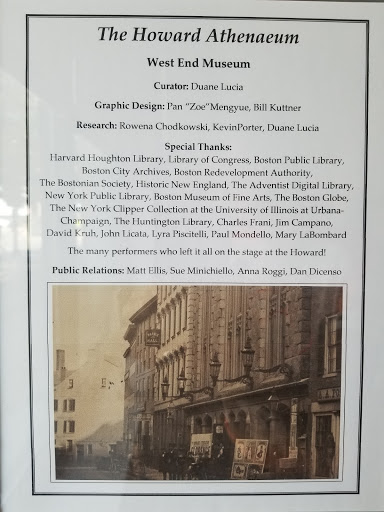 The Howard Athenaeum
West End Museum
Curator: Duane Lucia
Graphic Design: Pan "Zoe"Mengyue, Bill Kuttner
Research: Rowena Chodkowski, KevinPorter, Duane Lucia
Special Thanks:
Harvard Houghton Library, Library of Congress, Boston Public Library,
Boston City Archives, Boston Redevelopment Authority,
The Bostonian Society, Historic New England, The Adventist Digital Library,
New York Public Library, Boston Museum of Fine Arts, The Boston Globe,
The New York Clipper Collection at the University of Illinois at Urbana-
Champaign, The Huntington Library, Charles Frani, Jim Campano,
David Kruh, John Licata, Lyra Piscitelli, Paul Mondello, Mary LaBombard
The many performers who left it all on the stage at the Howard!
Public Relations: Matt Ellis, Sue Minichiello, Anna Roggi, Dan Dicenso